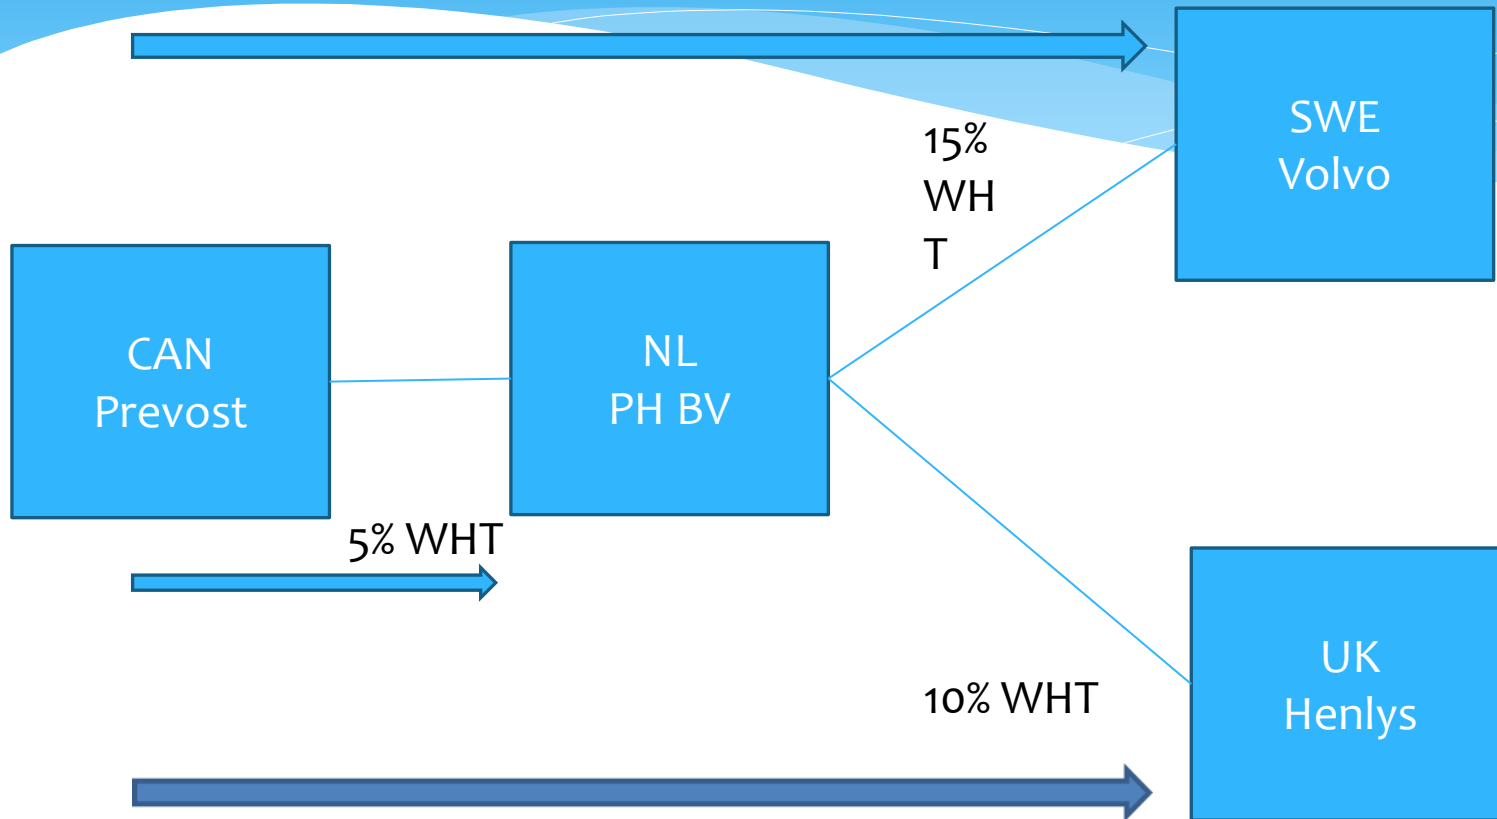 15%
WH
T
SWE
Volvo
CAN
Prevost
NL
PH BV
5% WHT
10% WHT
UK
Henlys